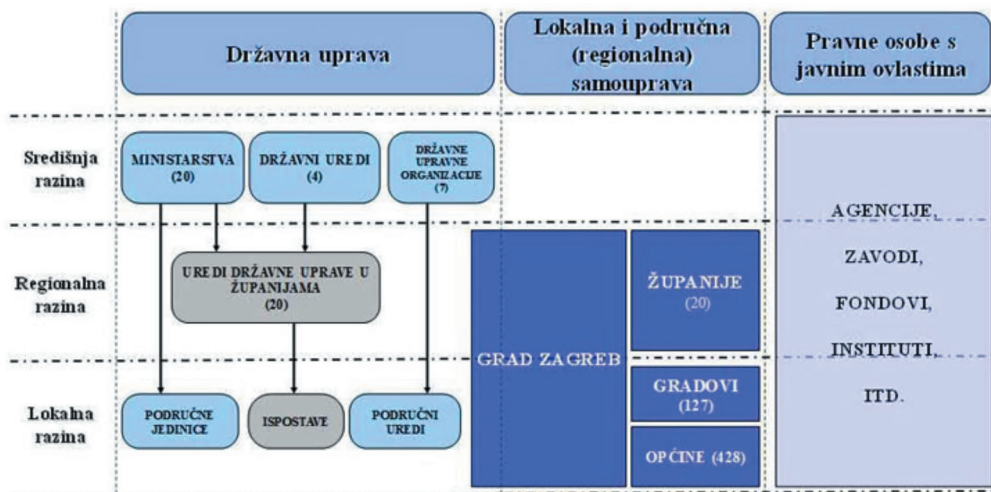 Državna uprava
Lokalna i područna
(regionalna)
samouprava
Pravne osobe s
javnim ovlastima
Središnja
razina
MINISTARSTVA
(20)
DRŽAVNI UREDI
(4)
DRŽAVNE
UPRAVNE
ORGANIZACIJE
(7)
Regionalna
razina
UREDI DRŽAVNE UPRAVE U
ŽUPANIJAMA
(20)
GRAD ZAGREB
ŽUPANIJE
(20)
Lokalna
razina
PODRUČNE
JEDINICE
ISPOSTAVE
PODRUČNI
UREDI
GRADOVI
(127)
OPĆINE (428)
AGENCIJE,
ZAVODI,
FONDOVI,
INSTITUTI,
ITD.